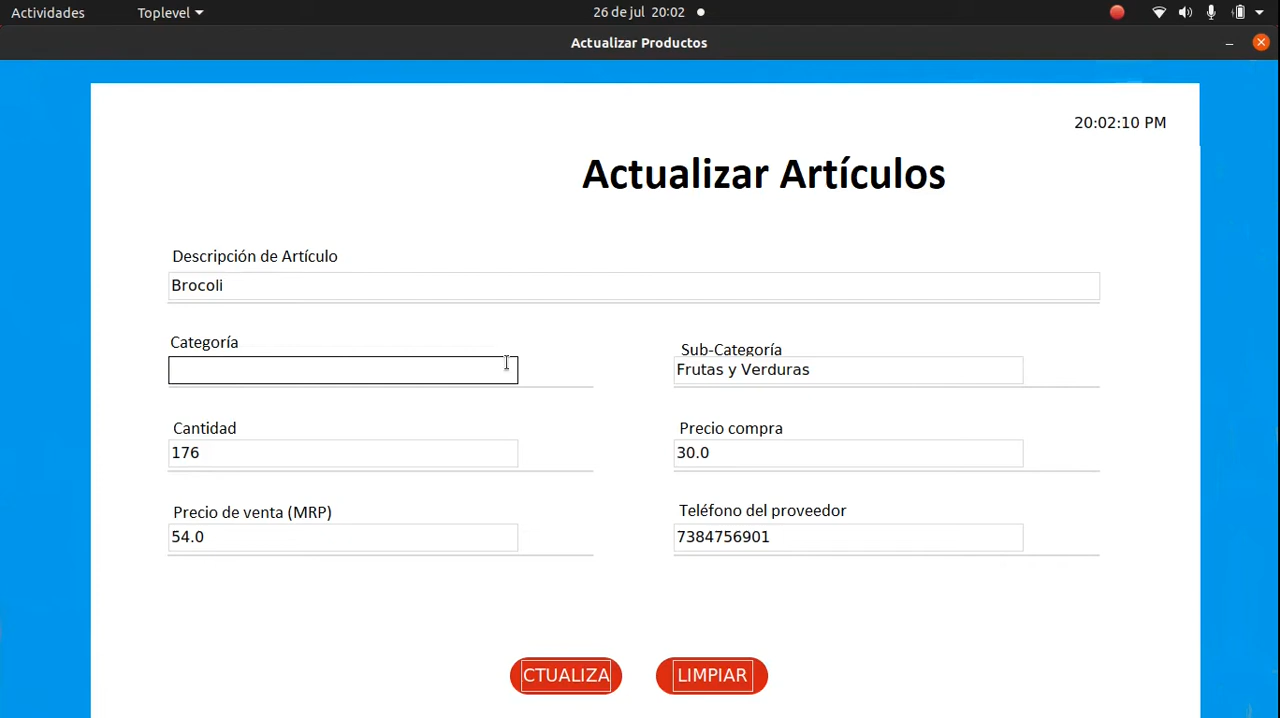 Actividades Toplevel 26 de jul 20:02
Actualizar Productos
20:02:10 PM
Actualizar Artículos
Descripción de Artículo
Brocoli
Categoría Sub-Categoría
Frutas y Verduras
Cantidad Precio compra
176 30.0
Precio de venta (MRP) Teléfono del proveedor
54.0 7384756901
CTUALIZA LIMPIAR